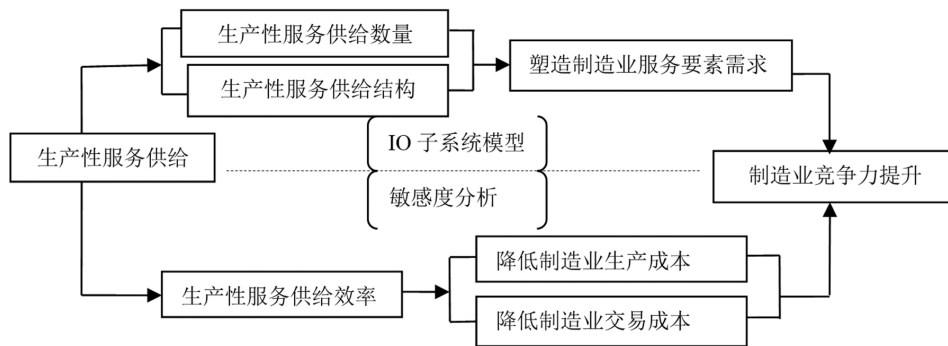 生产性服务供给数量
生产性服务供给结构
塑造制造业服务要素需求
生产性服务供给
IO 子系统模型
敏感度分析
制造业竞争力提升
生产性服务供给效率
降低制造业生产成本
降低制造业交易成本